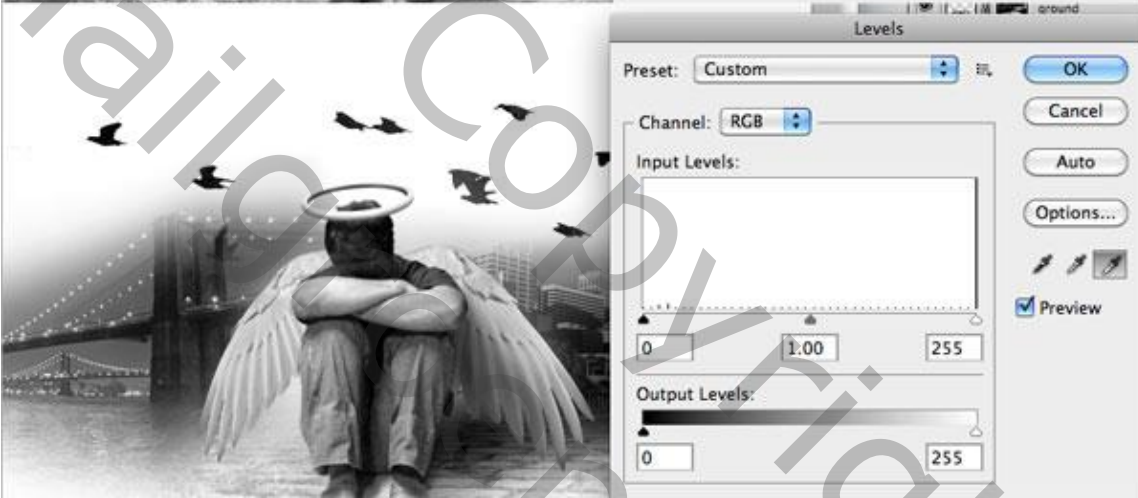 ground
Levels
Preset: Custom
OK
Cancel
Channel: RGB
Auto
Input Levels:
Options...
Preview
0 1.00 255
Output Levels:
0 255